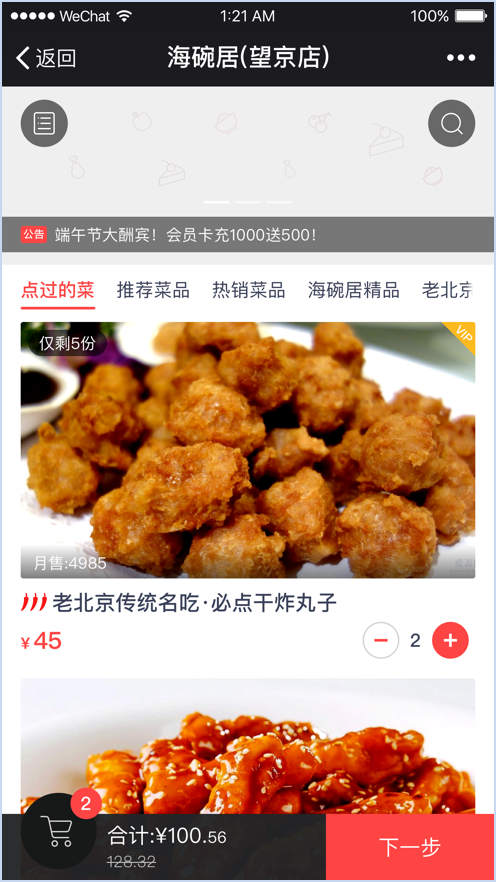 WeChat 1:21 AM 100%
返回 海碗居(望京店)
公告 端午节大酬宾！会员卡充1000送500！
点过的菜 推荐菜品 热销菜品 海碗居精品 老北京
仅剩5份 VIP
月售:4985
老北京传统名吃·必点干炸丸子
¥45 2
2
合计:¥100.56 下一步
128.32